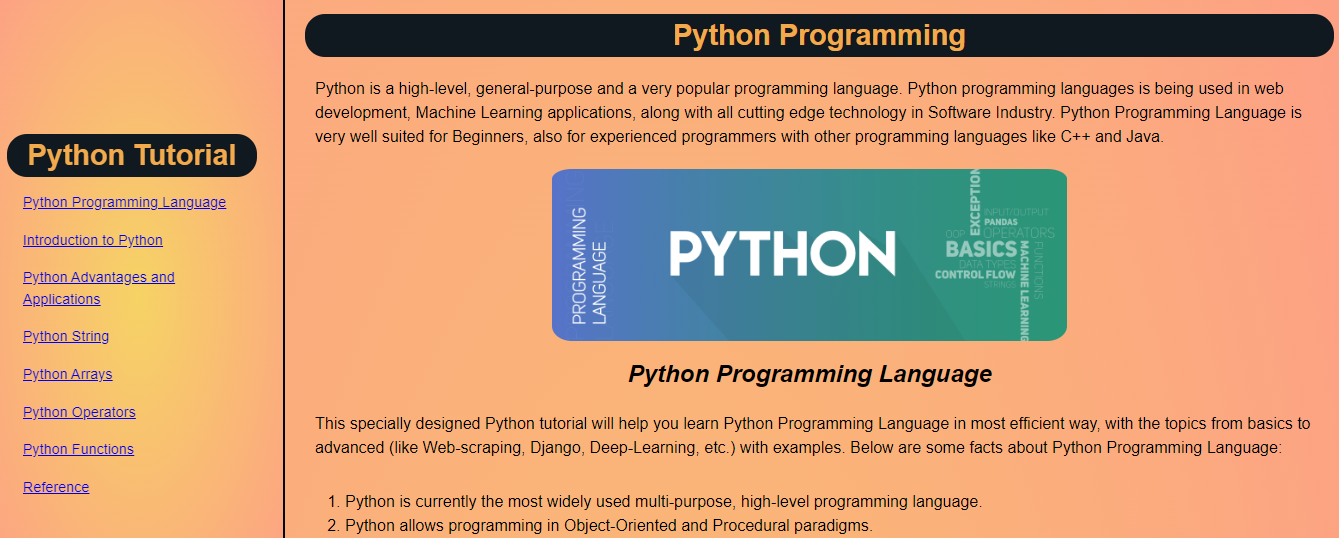 Python Tutorial
Python Programming Language
Introduction to Python
Python Advantages and
Applications
Python String
Python Arrays
Python Operators
Python Functions
Reference
Python Programming
Python is a high-level, general-purpose and a very popular programming language. Python programming languages is being used in web
development, Machine Learning applications, along with all cutting edge technology in Software Industry. Python Programming Language is
very well suited for Beginners, also for experienced programmers with other programming languages like C++ and Java.
PROGRAMMING
LANGUAGE
PYTHON
EXCEPTION
INPUT/OUTPUT
PANDAS
OOP
OPERATORS
BASICS
DATA TYPES
CONTROL FLOW
STRINGS
MACHINE LEARNING
FUNCTIONS
Python Programming Language
This specially designed Python tutorial will help you learn Python Programming Language in most efficient way, with the topics from basics to
advanced (like Web-scraping, Django, Deep-Learning, etc.) with examples. Below are some facts about Python Programming Language:
1. Python is currently the most widely used multi-purpose, high-level programming language.
2. Python allows programming in Object-Oriented and Procedural paradigms.